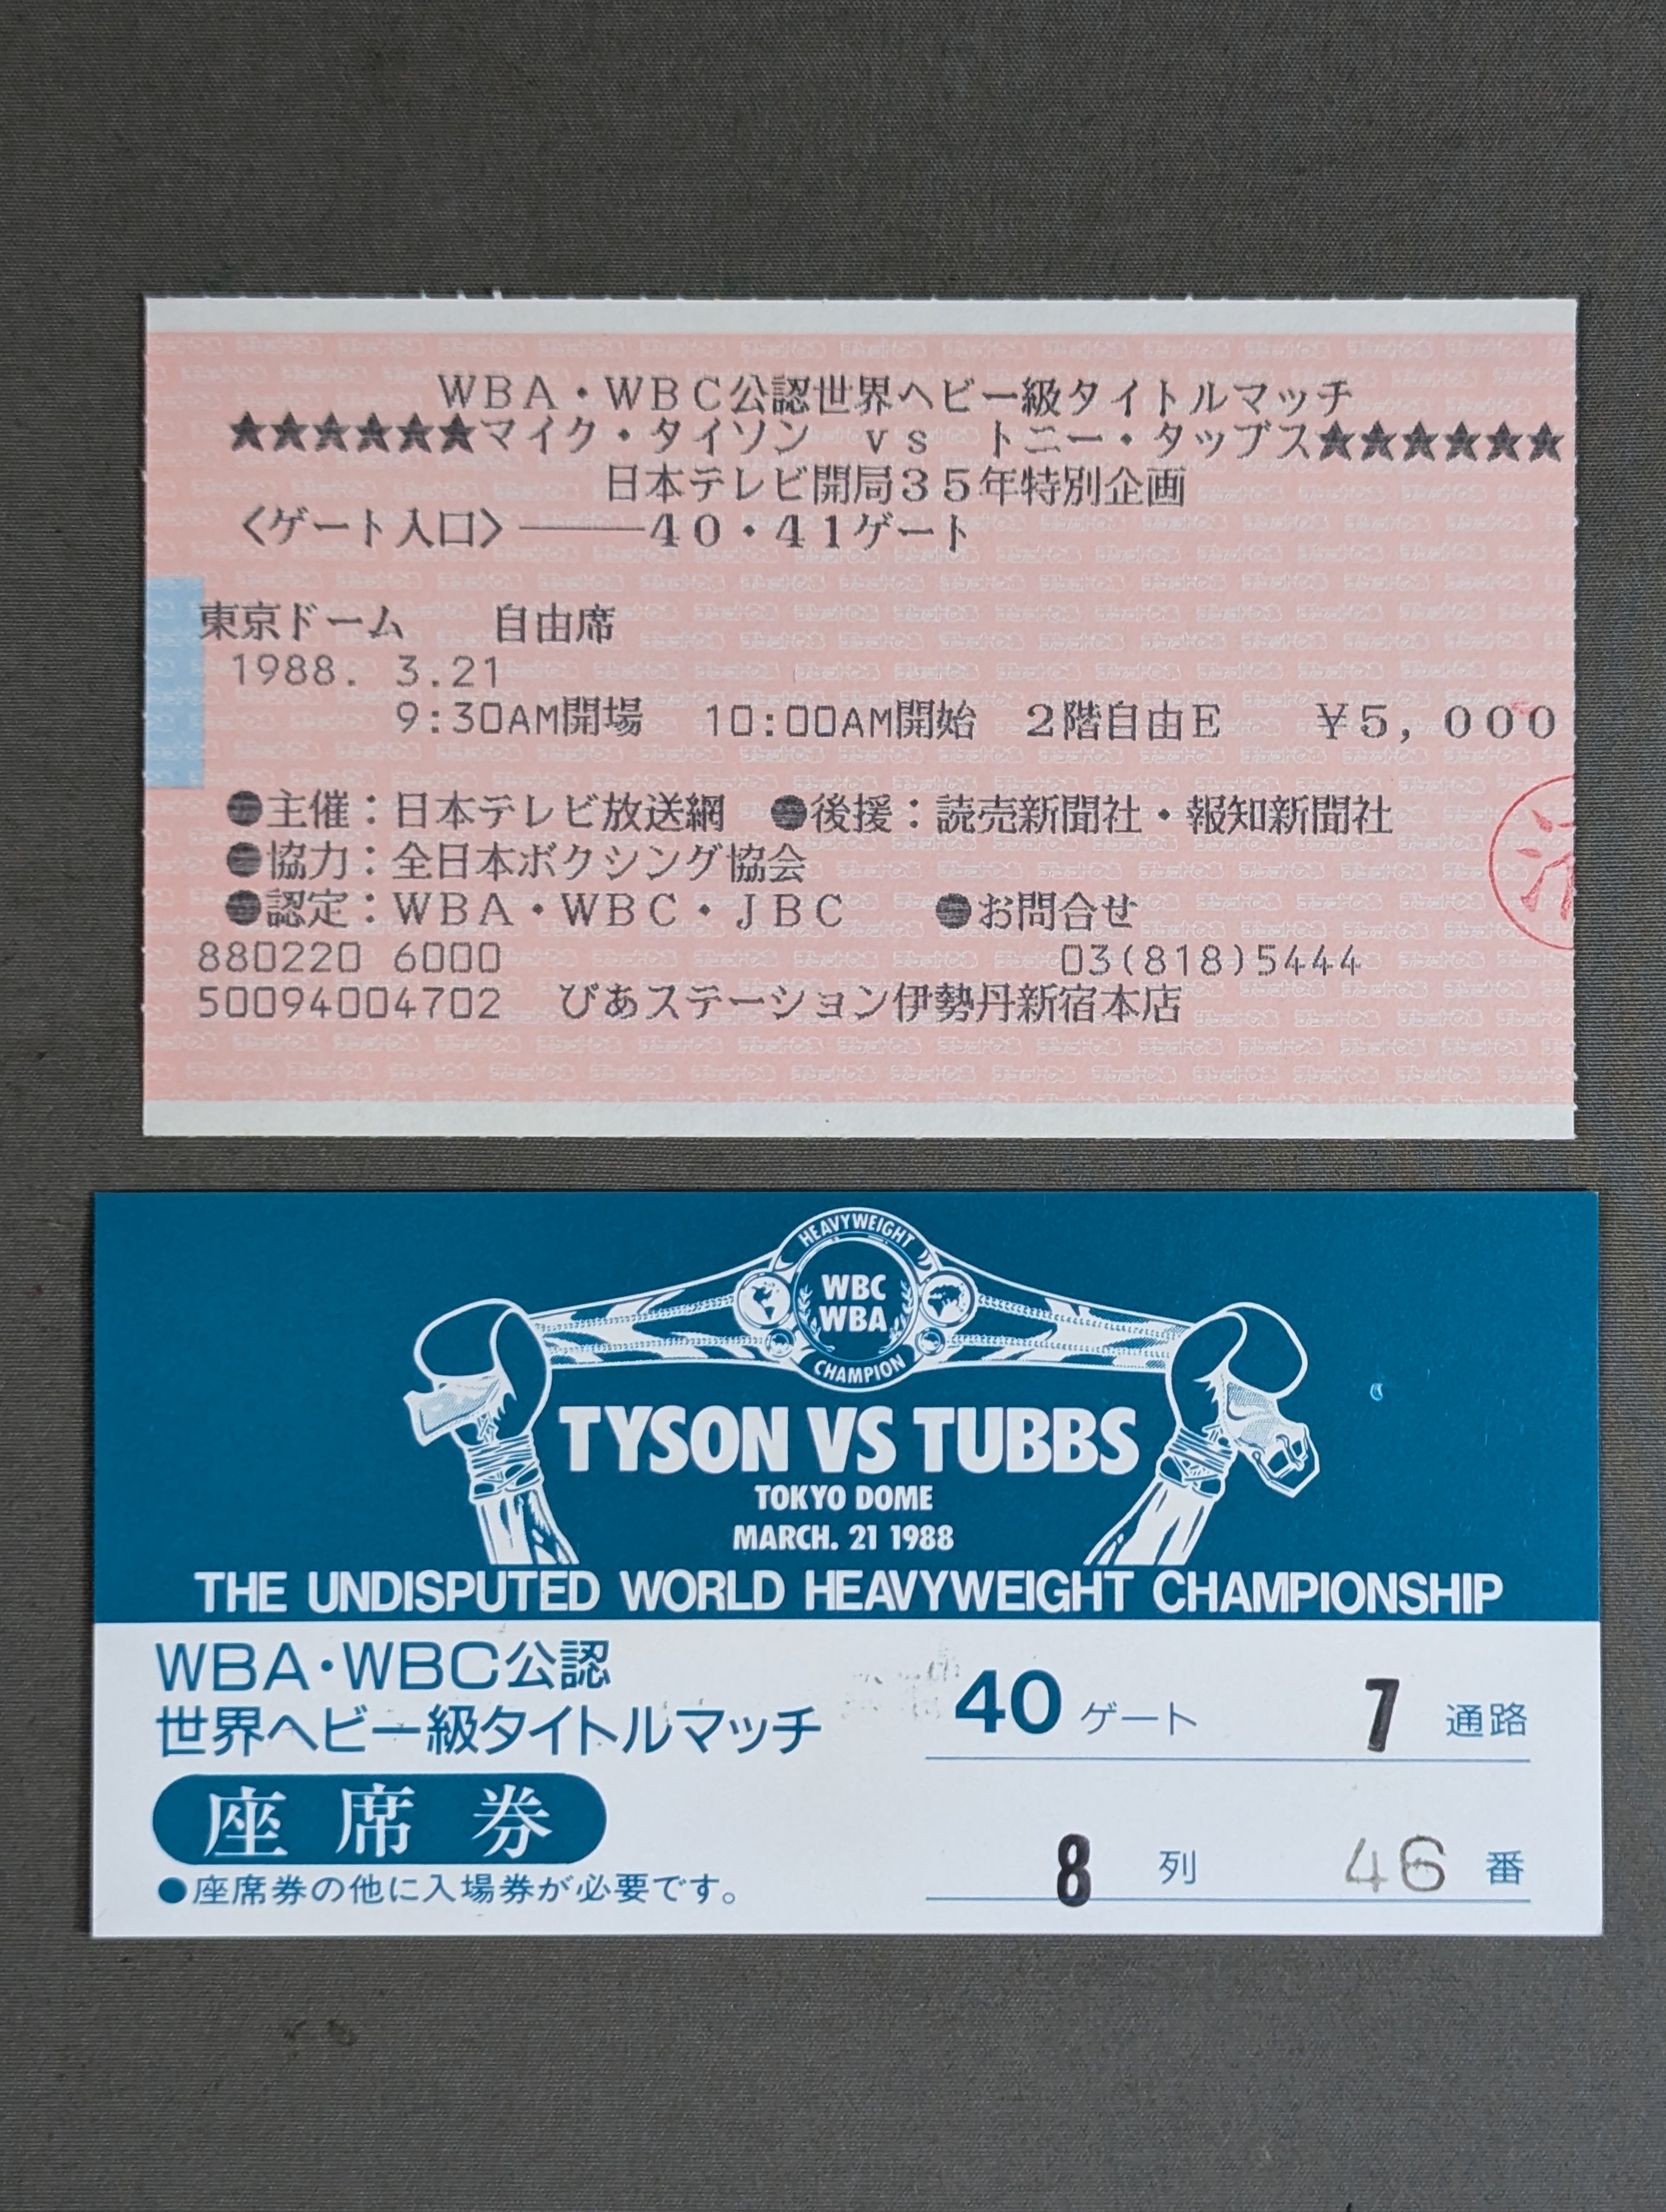 WBA・WBC公認世界ヘビー級タイトルマッチ
★★★★★★マイク・タイソン vs トニー・タッブス★★★★★★
日本テレビ開局35年特別企画
〈ゲート入口〉───40・41ゲート
東京ドーム 自由席
1988. 3.21
9:30AM開場 10:00AM開始 2階自由E ¥5,000
●主催:日本テレビ放送網 ●後援:読売新聞社・報知新聞社
●協力:全日本ボクシング協会
●認定:WBA・WBC・JBC ●お問合せ
880220 6000 03(818)5444
50094004702 ぴあステーション伊勢丹新宿本店
HEAVYWEIGHT
WBC
WBA
CHAMPION
TYSON VS TUBBS
TOKYO DOME
MARCH. 21 1988
THE UNDISPUTED WORLD HEAVYWEIGHT CHAMPIONSHIP
WBA・WBC公認
世界ヘビー級タイトルマッチ
40 ゲート 7 通路
座席券
8 列 46 番
●座席券の他に入場券が必要です。